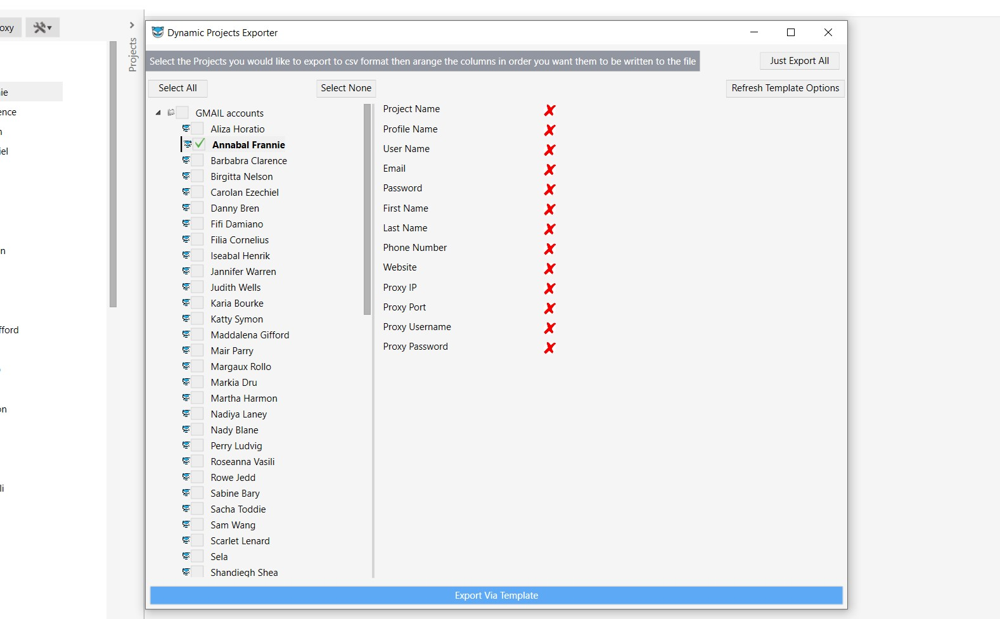 oxy
Projects
ie
ence
n
iel
n
fford
on
li
Dynamic Projects Exporter
Select the Projects you would like to export to csv format then arange the columns in order you want them to be written to the file
Just Export All
Select All
Select None
Refresh Template Options
GMAIL accounts
Aliza Horatio
Annabal Frannie
Barbabra Clarence
Birgitta Nelson
Carolan Ezechiel
Danny Bren
Fifi Damiano
Filia Cornelius
Iseabal Henrik
Jannifer Warren
Judith Wells
Karia Bourke
Katty Symon
Maddalena Gifford
Mair Parry
Margaux Rollo
Markia Dru
Martha Harmon
Nadiya Laney
Nady Blane
Perry Ludvig
Roseanna Vasili
Rowe Jedd
Sabine Bary
Sacha Toddie
Sam Wang
Scarlet Lenard
Sela
Shandiegh Shea
Project Name
Profile Name
User Name
Email
Password
First Name
Last Name
Phone Number
Website
Proxy IP
Proxy Port
Proxy Username
Proxy Password
Export Via Template